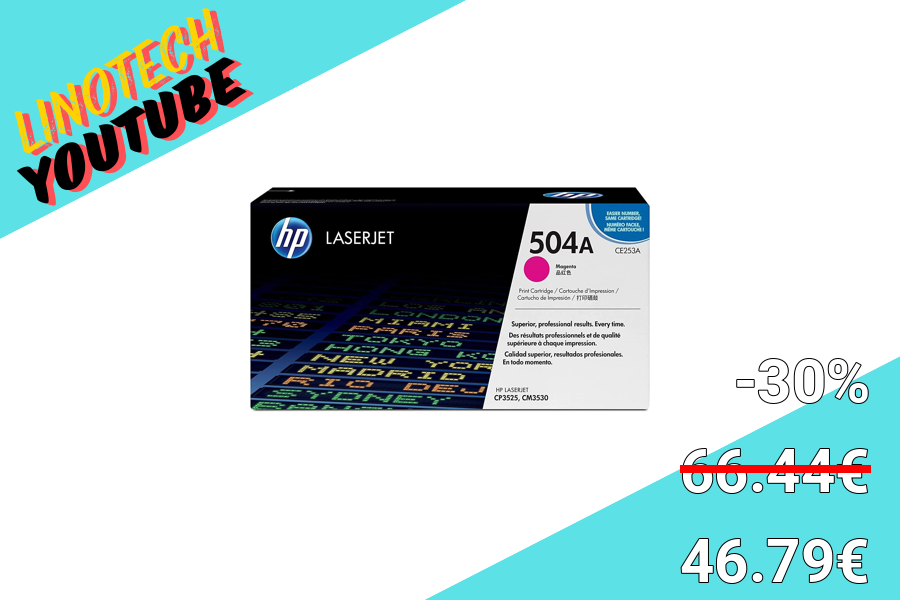 LINOTECH
YOUTUBE
hp
hp
LASERJET
EASIER NUMBER,
SAME CARTRIDGE!
NUMÉRO FACILE,
MÊME CARTOUCHE !
504A
CE253A
Magenta
品红色
Print Cartridge / Cartouche d'Impression /
Cartucho de Impresión / 打印硒鼓
Superior, professional results. Every time.
Des résultats professionnels et de qualité
supérieure à chaque impression.
Calidad superior, resultados profesionales.
En todo momento.
HP LASERJET
CP3525, CM3530
LONDON
MIAMI
TOKYO
HONG KO
NEW YORK
MADRID
RIO DE J
SYDNEY
-30%
66.44€
46.79€